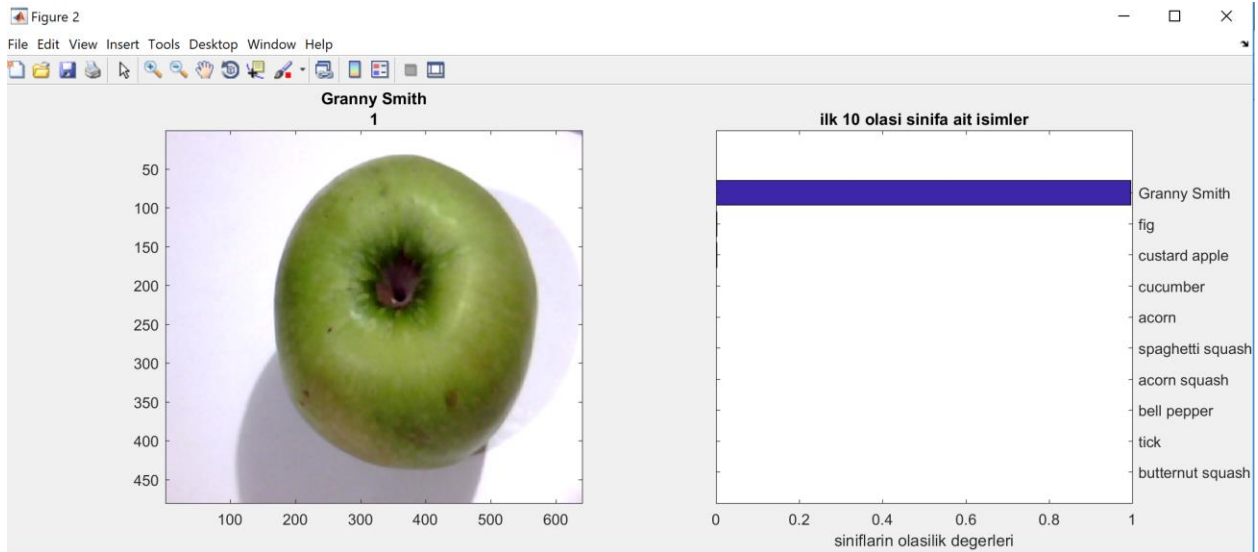 Figure 2
File Edit View Insert Tools Desktop Window Help
Granny Smith
1
50
100
150
200
250
300
350
400
450
100 200 300 400 500 600
ilk 10 olasi sinifa ait isimler
Granny Smith
fig
custard apple
cucumber
acorn
spaghetti squash
acorn squash
bell pepper
tick
butternut squash
0 0.2 0.4 0.6 0.8 1
siniflarin olasilik degerleri